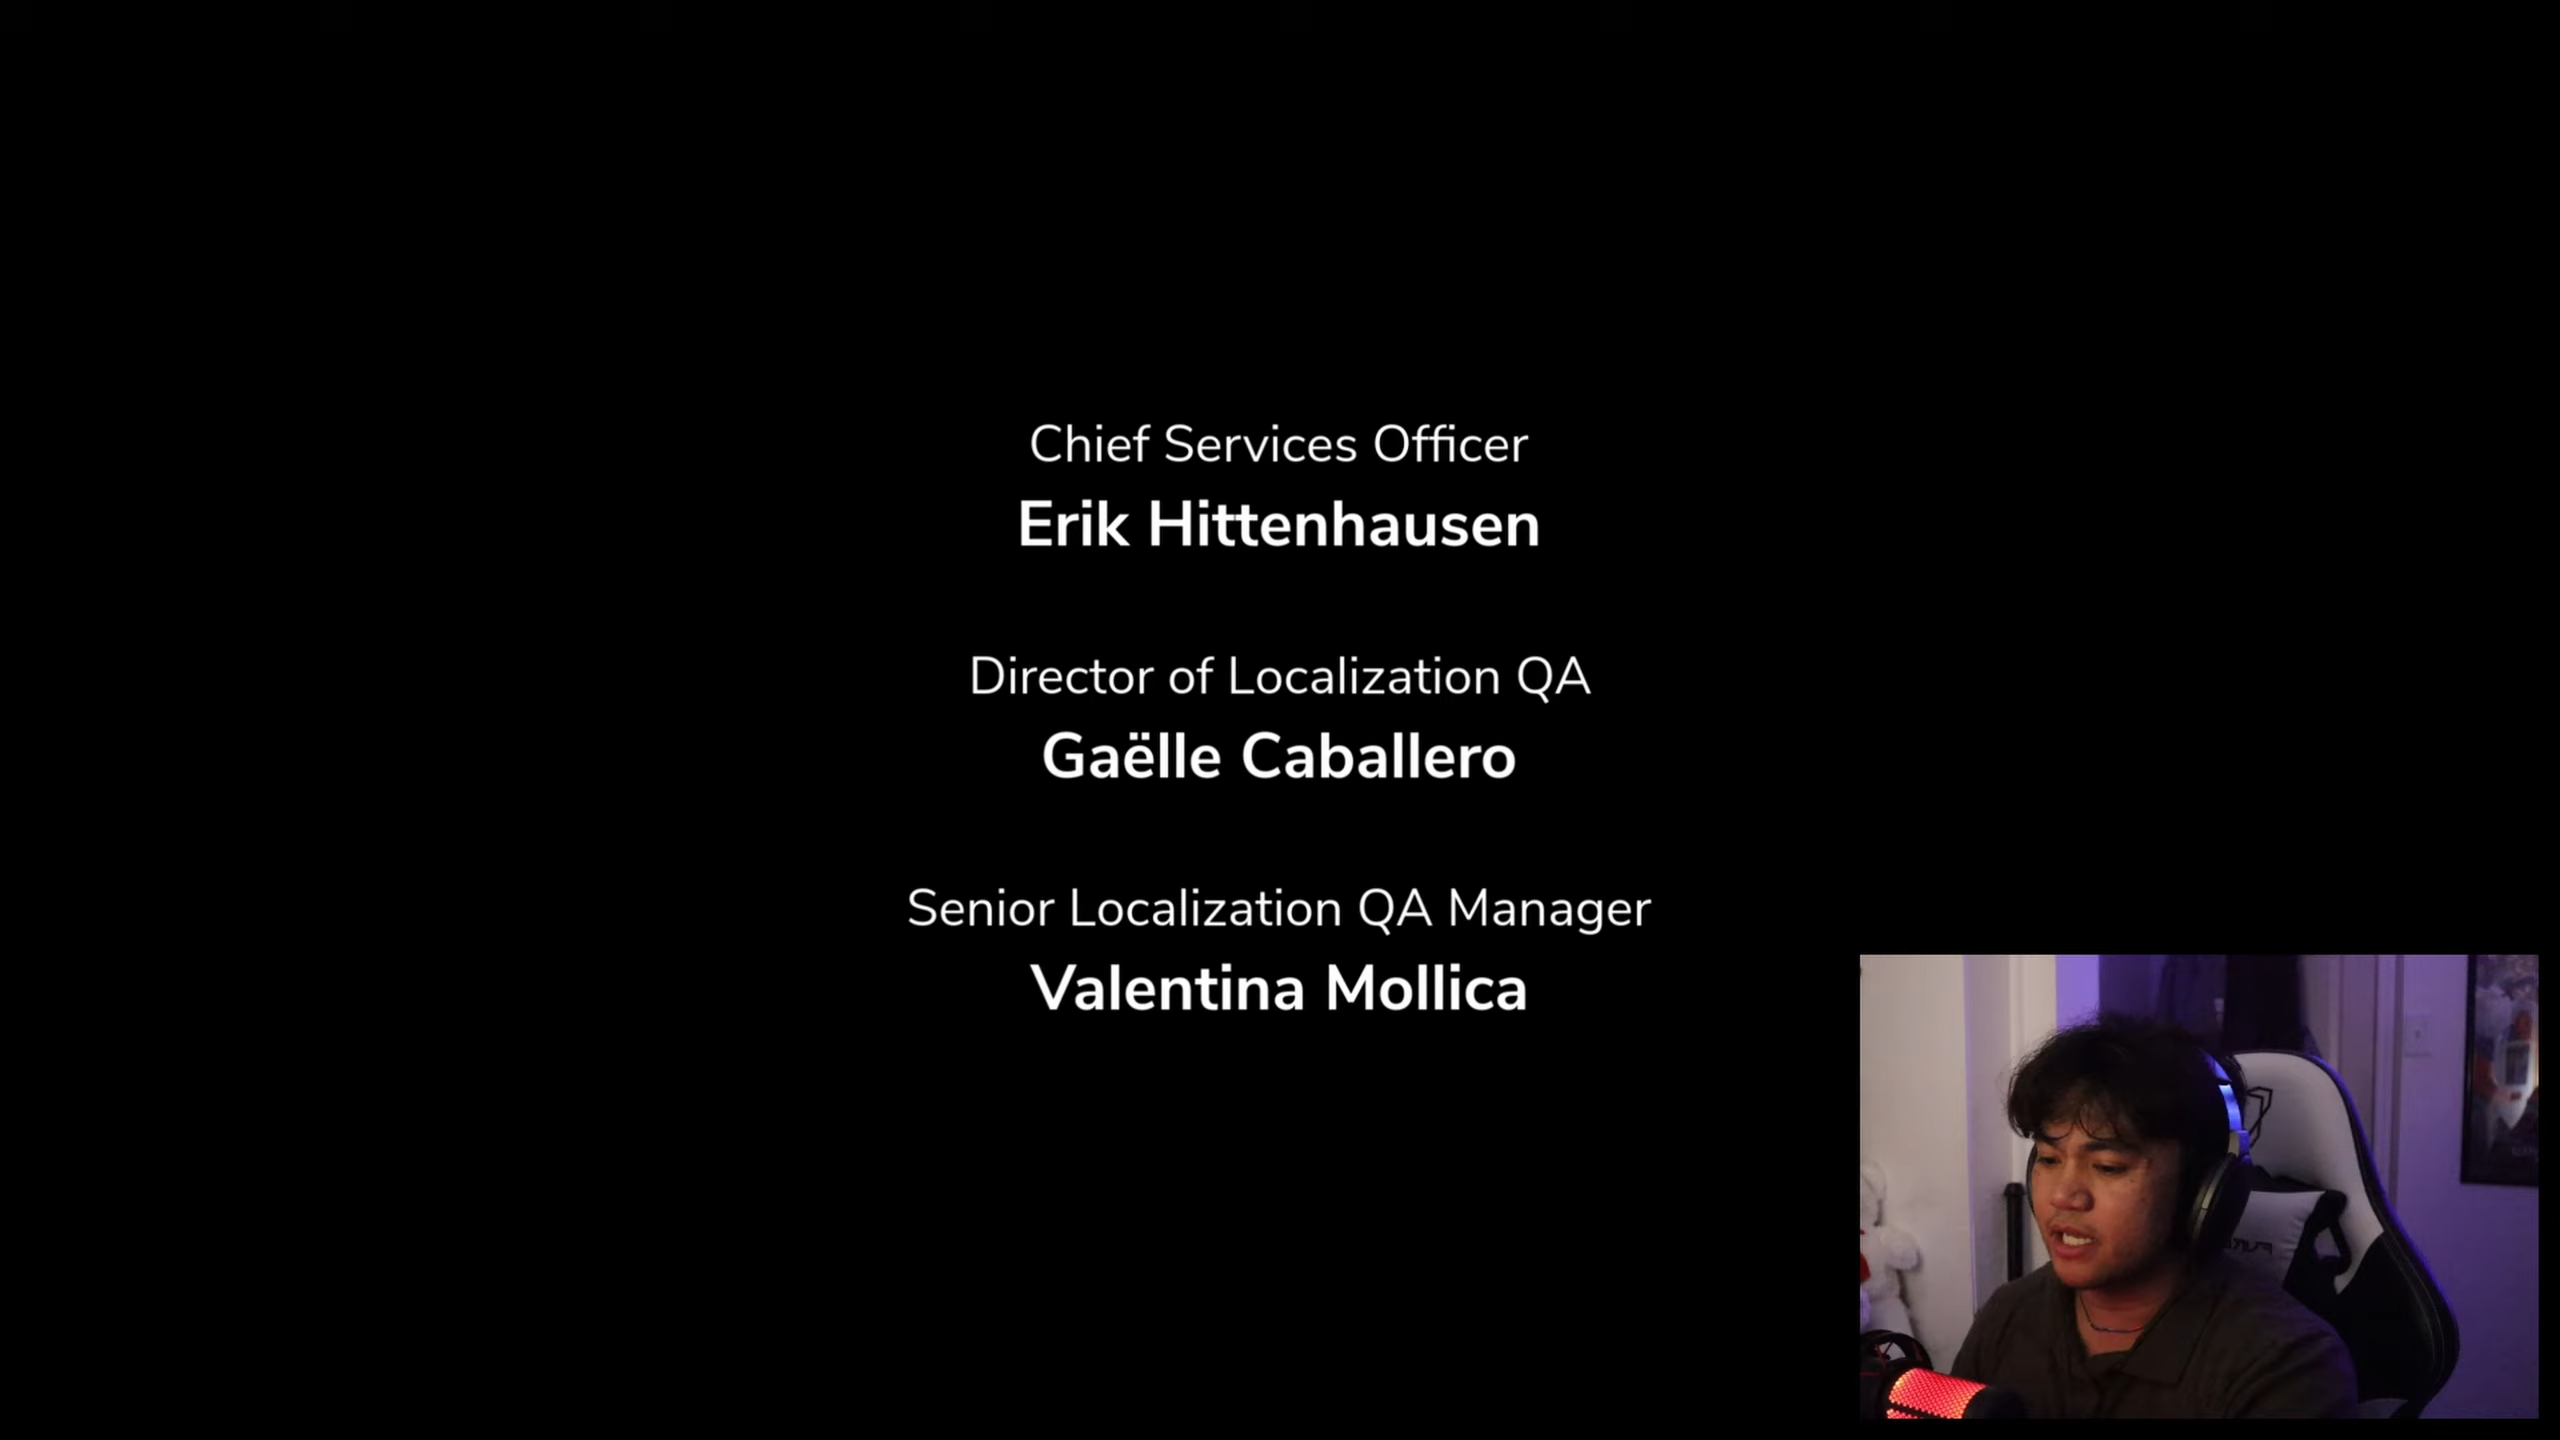 Chief Services Officer
Erik Hittenhausen
Director of Localization QA
Gaëlle Caballero
Senior Localization QA Manager
Valentina Mollica